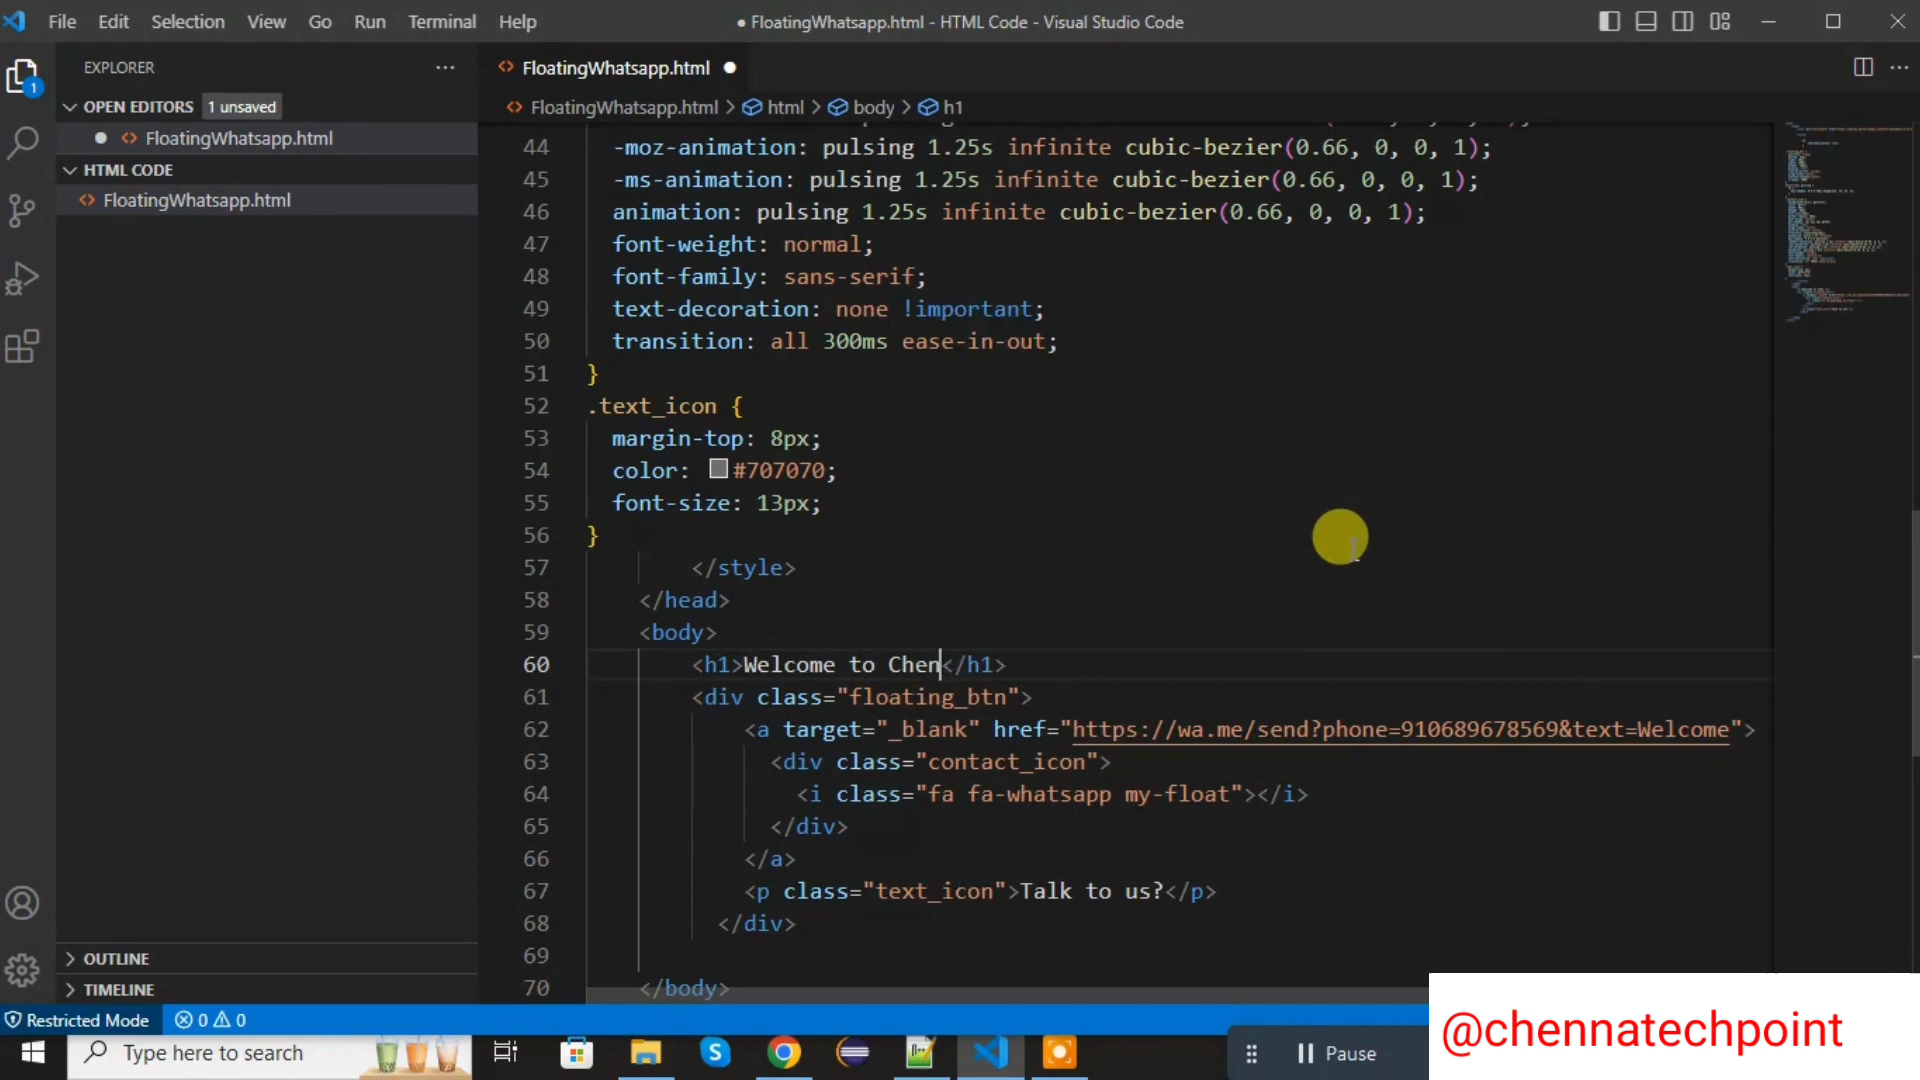 File Edit Selection View Go Run Terminal Help
● FloatingWhatsapp.html - HTML Code - Visual Studio Code
EXPLORER
OPEN EDITORS 1 unsaved
FloatingWhatsapp.html
HTML CODE
FloatingWhatsapp.html
OUTLINE
TIMELINE
1
FloatingWhatsapp.html
FloatingWhatsapp.html > html > body > h1
44 -moz-animation: pulsing 1.25s infinite cubic-bezier(0.66, 0, 0, 1);
45 -ms-animation: pulsing 1.25s infinite cubic-bezier(0.66, 0, 0, 1);
46 animation: pulsing 1.25s infinite cubic-bezier(0.66, 0, 0, 1);
47 font-weight: normal;
48 font-family: sans-serif;
49 text-decoration: none !important;
50 transition: all 300ms ease-in-out;
51 }
52 .text_icon {
53 margin-top: 8px;
54 color: #707070;
55 font-size: 13px;
56 }
57 </style>
58 </head>
59 <body>
60 <h1>Welcome to Chen</h1>
61 <div class="floating_btn">
62 <a target="_blank" href="https://wa.me/send?phone=910689678569&text=Welcome">
63 <div class="contact_icon">
64 <i class="fa fa-whatsapp my-float"></i>
65 </div>
66 </a>
67 <p class="text_icon">Talk to us?</p>
68 </div>
69
70 </body>
Restricted Mode 0 0
Type here to search
Pause
@chennatechpoint